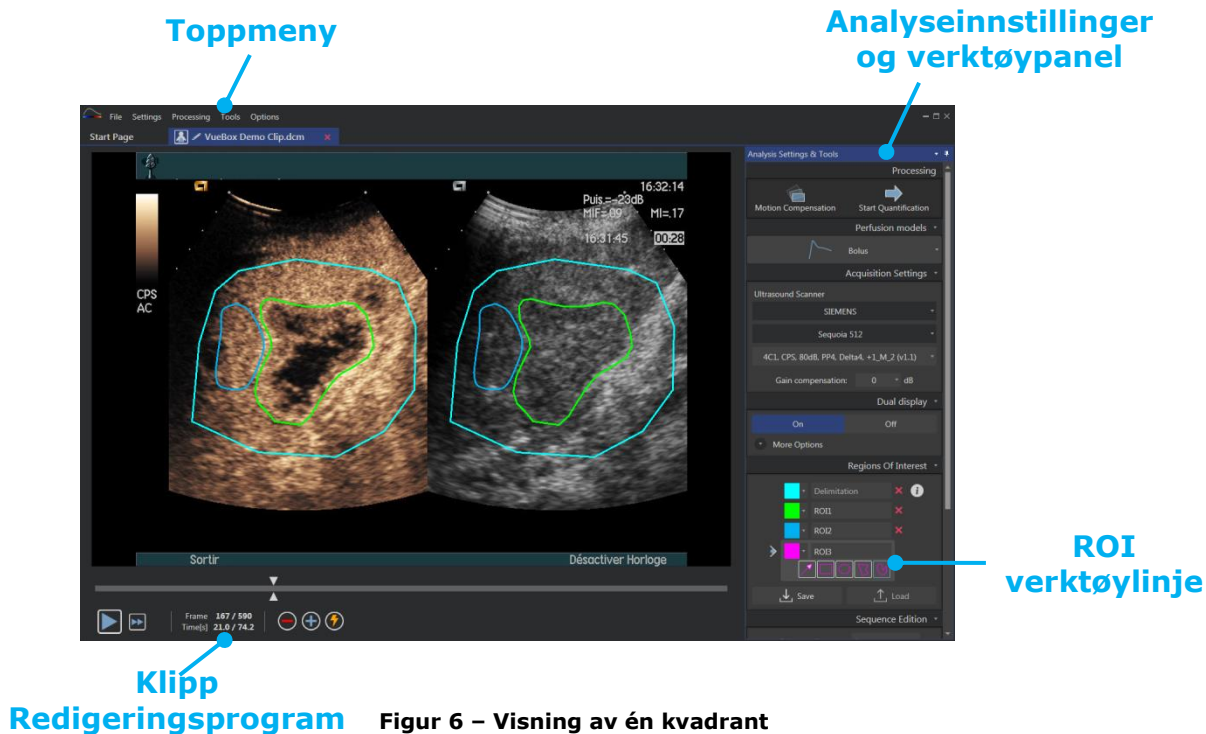 Toppmeny
Analyseinnstillinger
og verktøypanel
File Settings Processing Tools Options
Start Page
VueBox Demo Clip.dcm
Analysis Settings & Tools
Processing
Motion Compensation
Start Quantification
Perfusion models
Bolus
Acquisition Settings
Ultrasound Scanner
SIEMENS
Sequoia 512
4C1, CPS, 80dB, PP4, Delta4, +1_M_2 (v1.1)
Gain compensation: 0 dB
Dual display
On Off
More Options
Regions Of Interest
Delimitation
ROI1
ROI2
ROI3
Save Load
Sequence Edition
16:32:14
Puis.=-23dB
MIF=.09 MI=.17
16:31:45 00:28
CPS
AC
Sortir
Désactiver Horloge
Frame 167 / 590
Time[s] 21.0 / 74.2
ROI
verktøylinje
Klipp
Redigeringsprogram
Figur 6 – Visning av én kvadrant